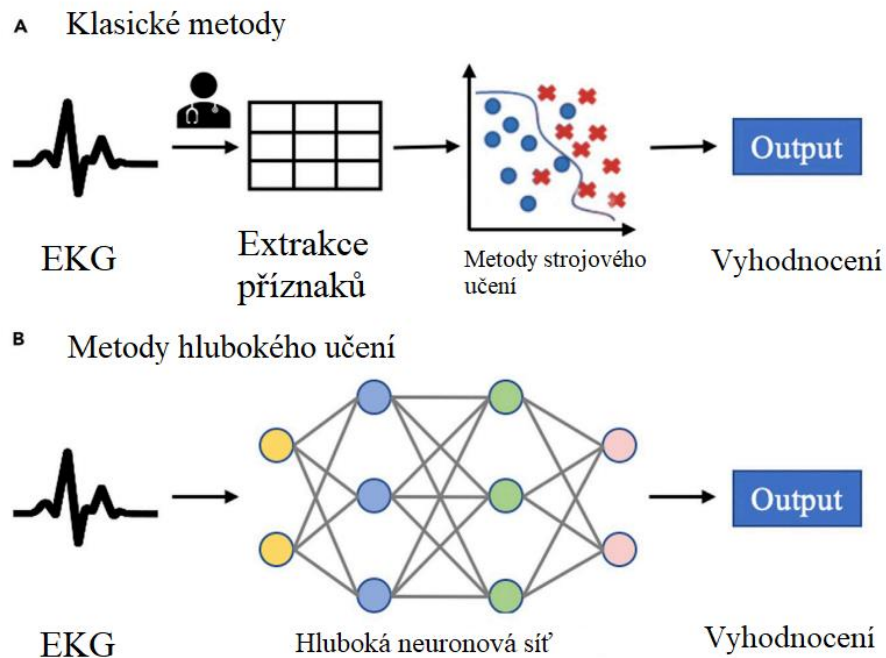 A Klasické metody
Output
EKG
Extrakce
příznaků
Metody strojového
učení
Vyhodnocení
B Metody hlubokého učení
Output
EKG
Hluboká neuronová síť
Vyhodnocení